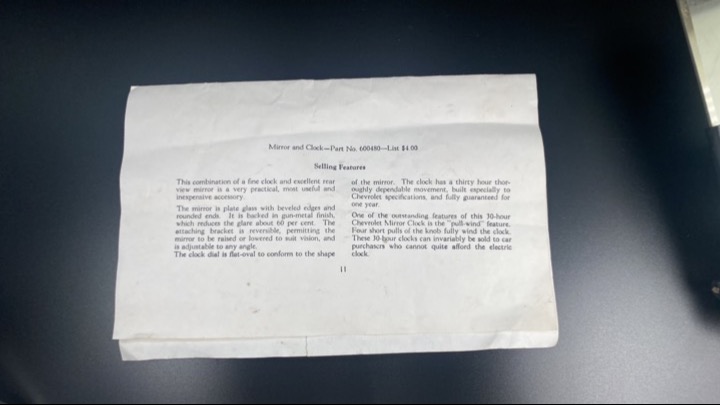 Mirror and Clock—Part No. 600480—List $4.00
Selling Features
This combination of a fine clock and excellent rear
view mirror is a very practical, most useful and
inexpensive accessory.
The mirror is plate glass with beveled edges and
rounded ends. It is backed in gun-metal finish,
which reduces the glare about 60 per cent. The
attaching bracket is reversible, permitting the
mirror to be raised or lowered to suit vision, and
is adjustable to any angle.
The clock dial is flat-oval to conform to the shape
of the mirror. The clock has a thirty hour thor-
oughly dependable movement, built especially to
Chevrolet specifications, and fully guaranteed for
one year.
One of the outstanding features of this 30-hour
Chevrolet Mirror Clock is the "pull-wind" feature.
Four short pulls of the knob fully wind the clock.
These 30-hour clocks can invariably be sold to car
purchasers who cannot quite afford the electric
clock.
11